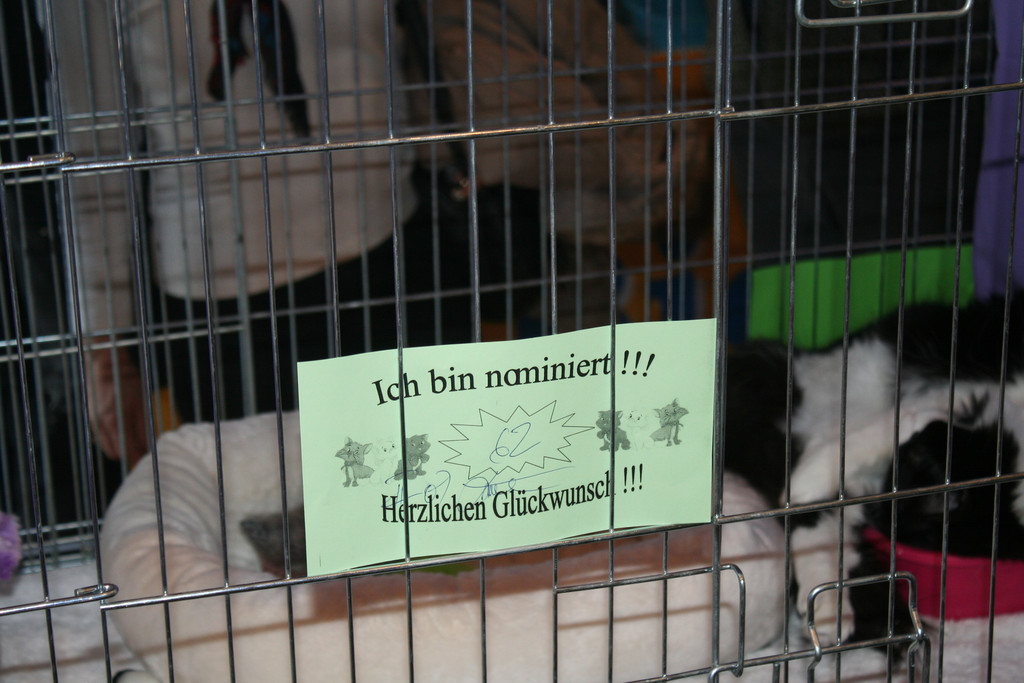 Ich bin nominiert !!!
62
Herzlichen Glückwunsch !!!